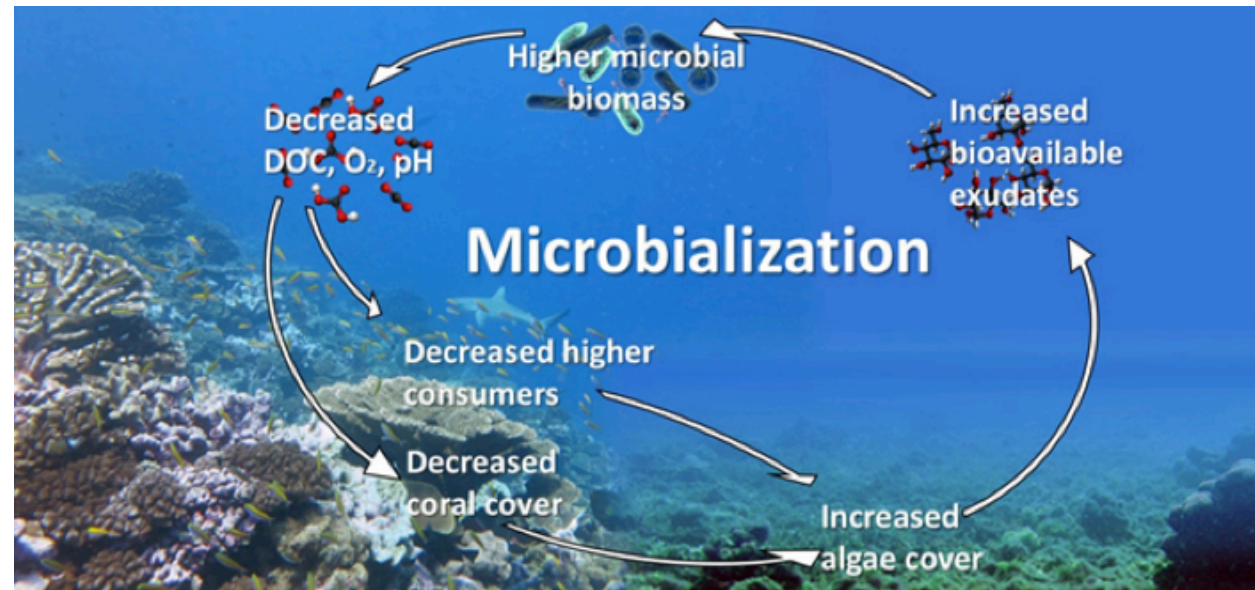 Higher microbial
biomass
Decreased
DOC, O₂, pH
Increased
bioavailable
exudates
Microbialization
Decreased higher
consumers
Decreased
coral cover
Increased
algae cover